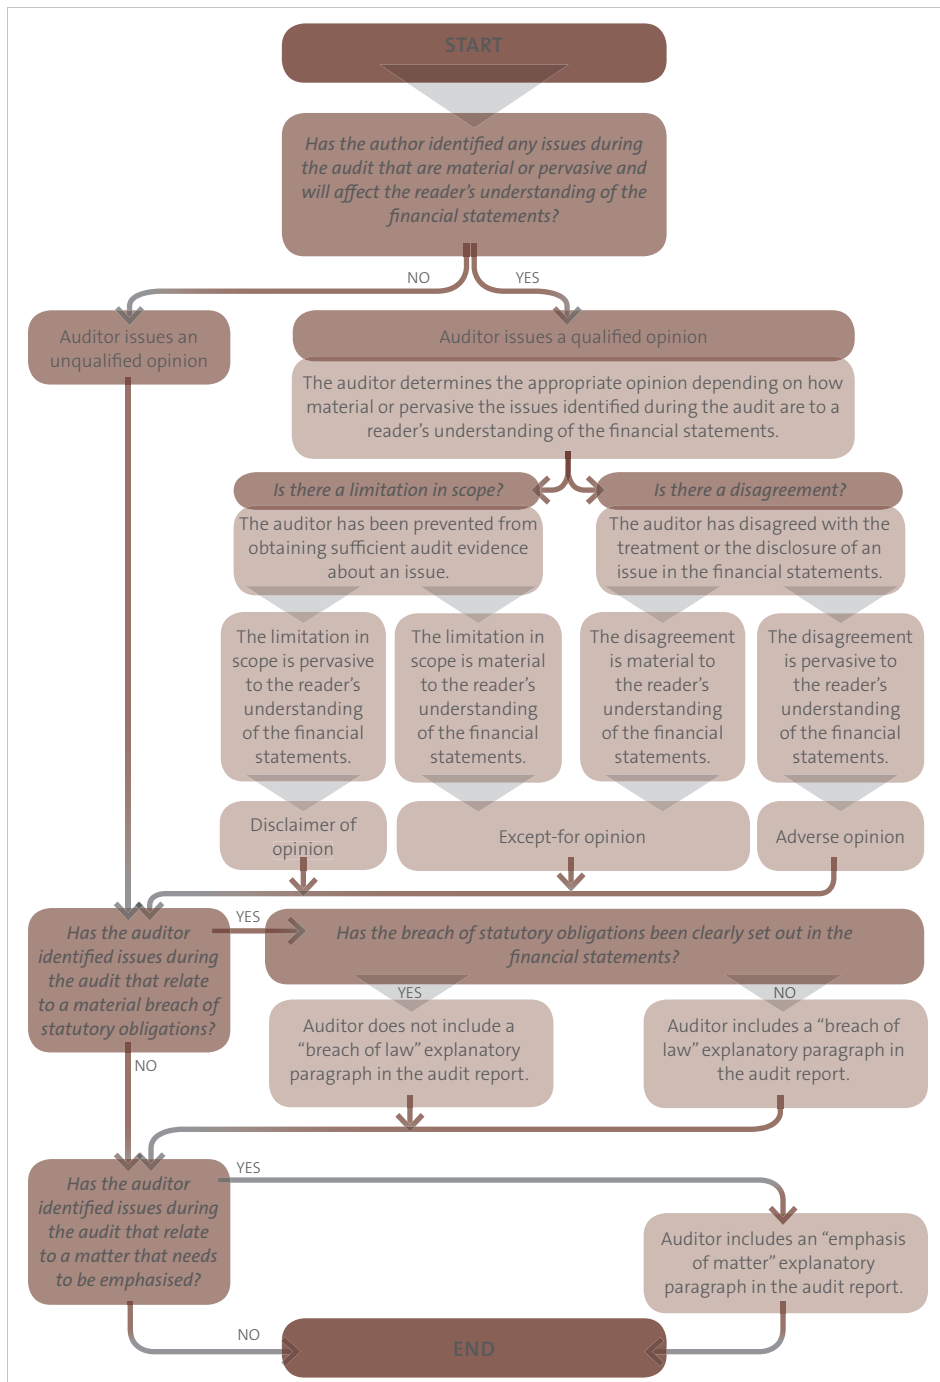 START
Has the author identified any issues during
the audit that are material or pervasive and
will affect the reader's understanding of the
financial statements?
NO
YES
Auditor issues an
unqualified opinion
Auditor issues a qualified opinion
The auditor determines the appropriate opinion depending on how
material or pervasive the issues identified during the audit are to a
reader's understanding of the financial statements.
Is there a limitation in scope?
The auditor has been prevented from
obtaining sufficient audit evidence
about an issue.
Is there a disagreement?
The auditor has disagreed with the
treatment or the disclosure of an
issue in the financial statements.
The limitation in
scope is pervasive
to the reader's
understanding
of the financial
statements.
The limitation in
scope is material
to the reader's
understanding
of the financial
statements.
The disagreement
is material to
the reader's
understanding
of the financial
statements.
The disagreement
is pervasive to
the reader's
understanding
of the financial
statements.
Disclaimer of
opinion
Except-for opinion
Adverse opinion
Has the auditor
identified issues during
the audit that relate
to a material breach of
statutory obligations?
YES
Has the breach of statutory obligations been clearly set out in the
financial statements?
YES
NO
Auditor does not include a
“breach of law” explanatory
paragraph in the audit report.
Auditor includes a “breach of
law” explanatory paragraph in
the audit report.
NO
Has the auditor
identified issues during
the audit that relate
to a matter that needs
to be emphasised?
YES
Auditor includes an “emphasis
of matter” explanatory
paragraph in the audit report.
NO
END